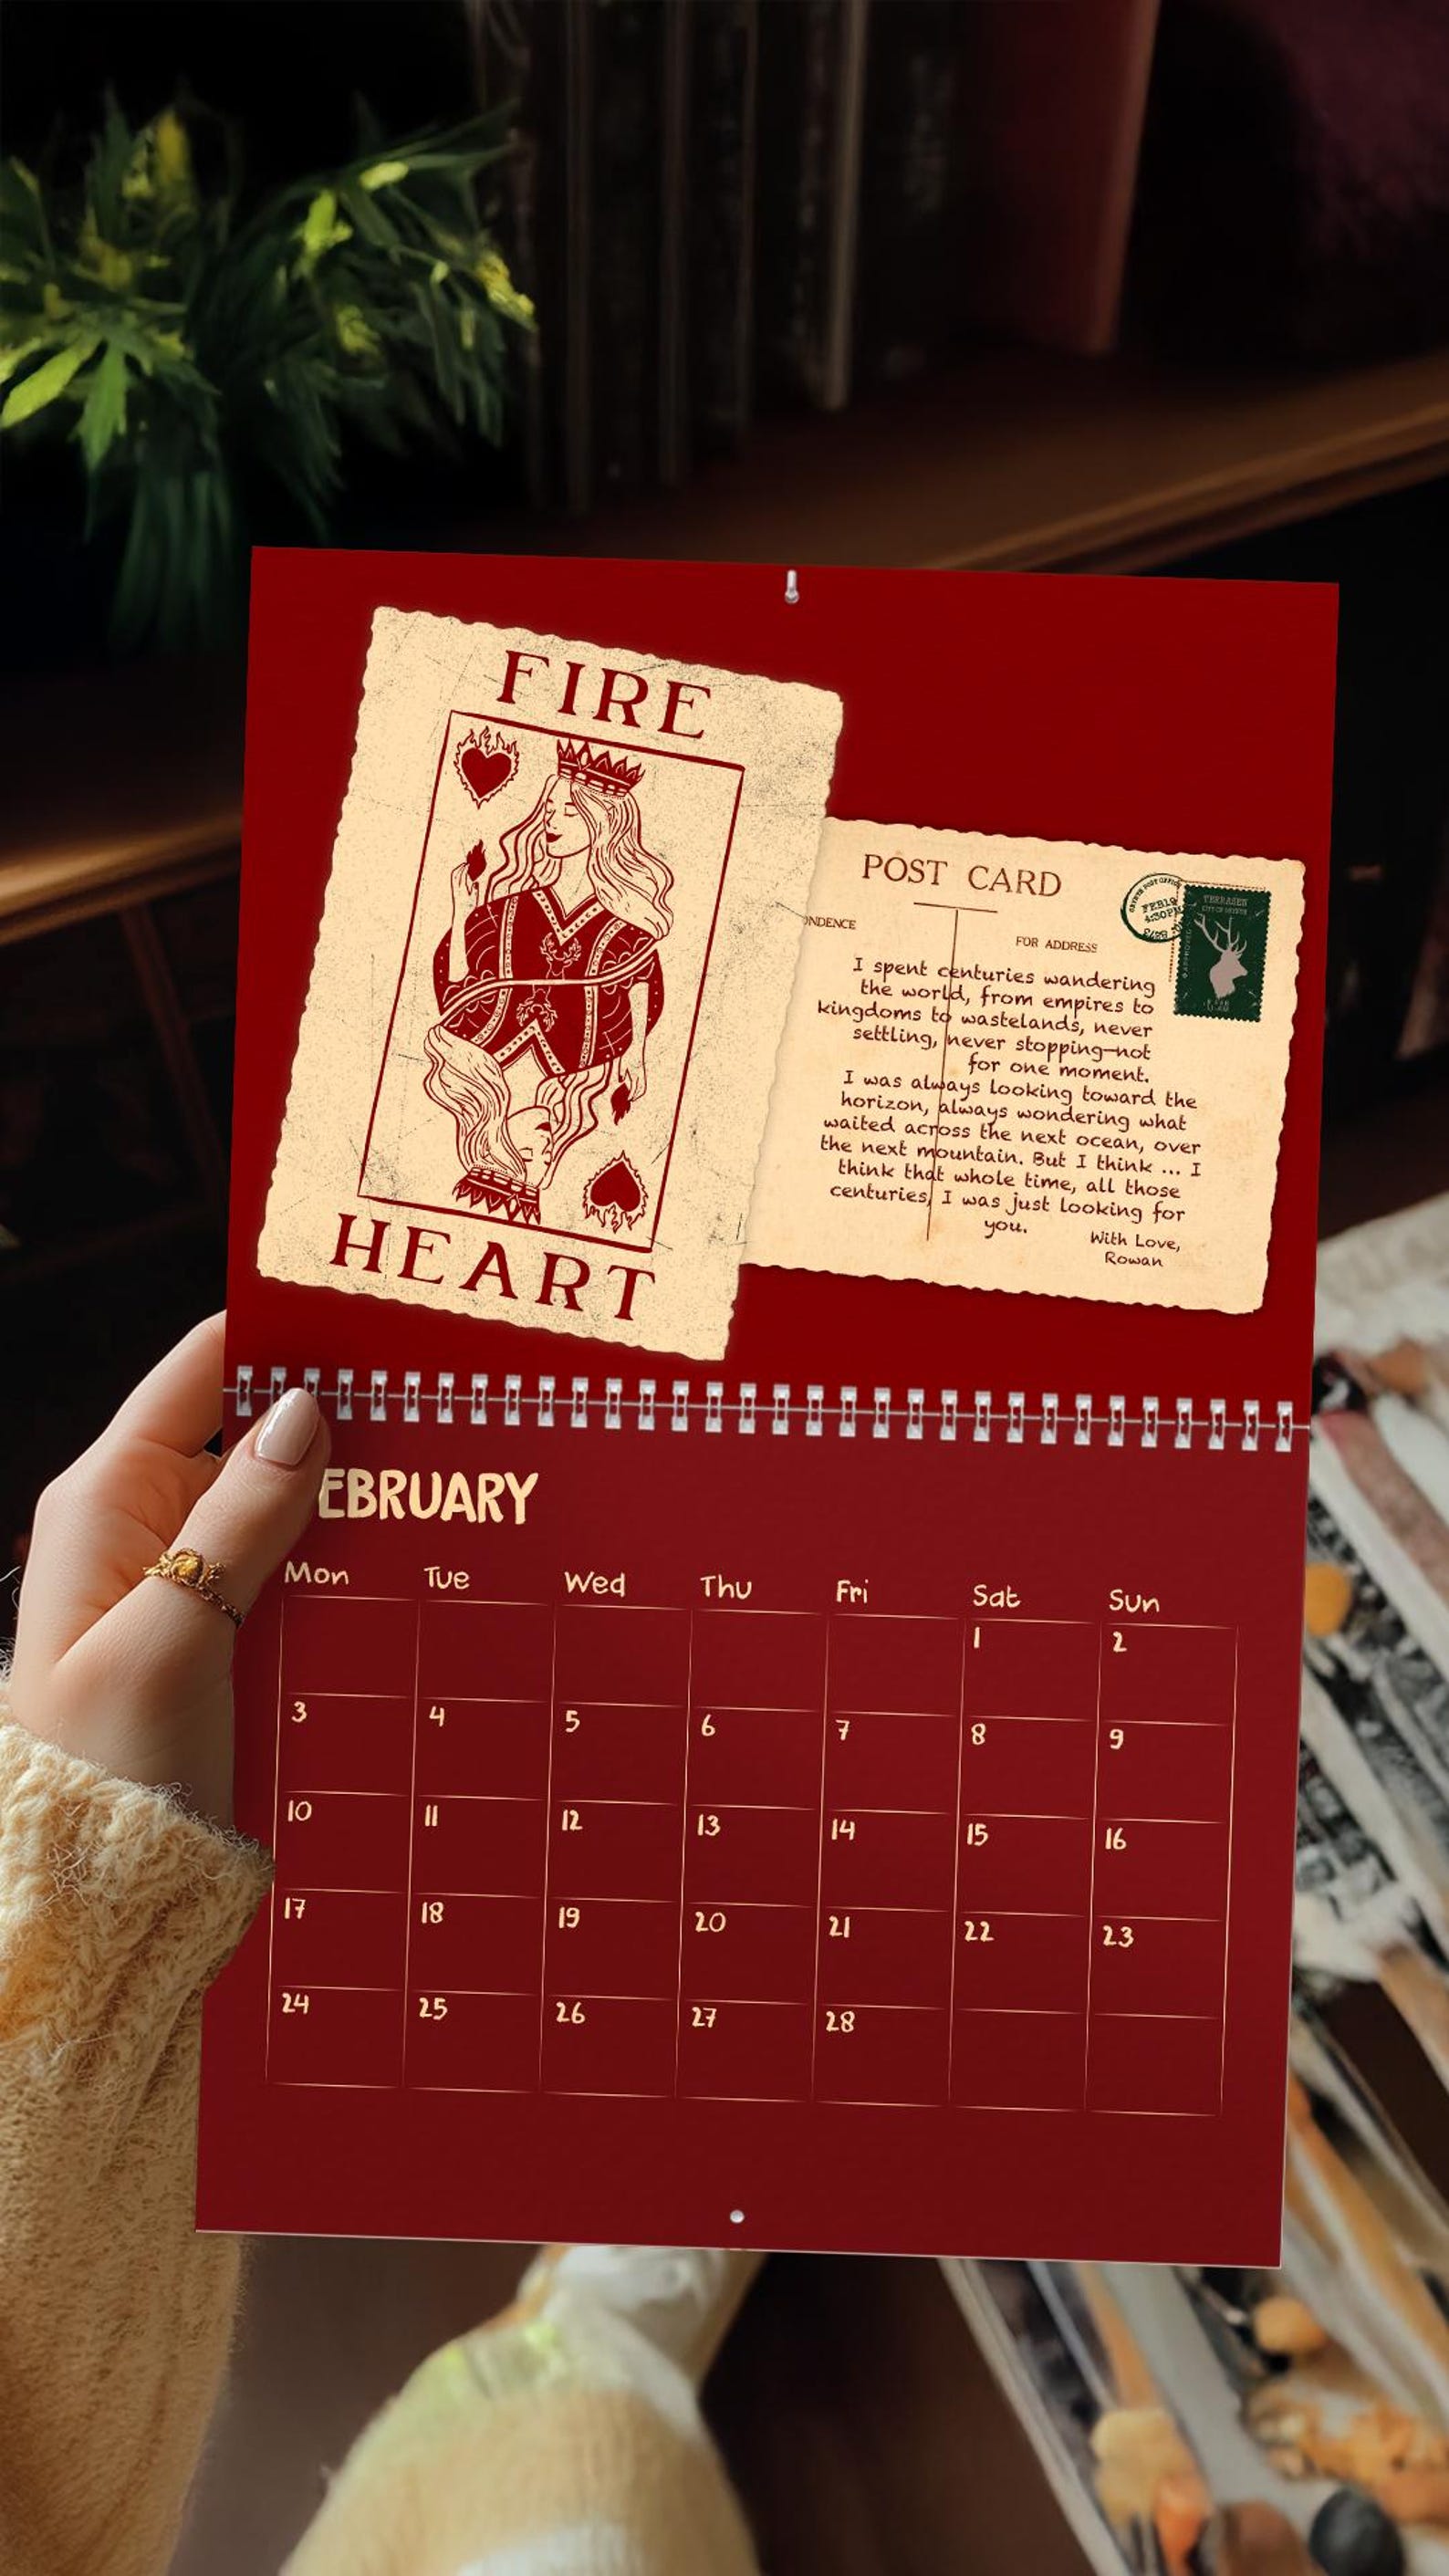 FIRE
HEART
POST CARD
ONDENCE
FOR ADDRESS
FEB19
4:30PM
TERRASEN
I spent centuries wandering
the world, from empires to
kingdoms to wastelands, never
settling, never stopping—not
for one moment.
I was always looking toward the
horizon, always wondering what
waited across the next ocean, over
the next mountain. But I think ... I
think that whole time, all those
centuries, I was just looking for
you.
With Love,
Rowan
EBRUARY
Mon Tue Wed Thu Fri Sat Sun
1 2
3 4 5 6 7 8 9
10 11 12 13 14 15 16
17 18 19 20 21 22 23
24 25 26 27 28